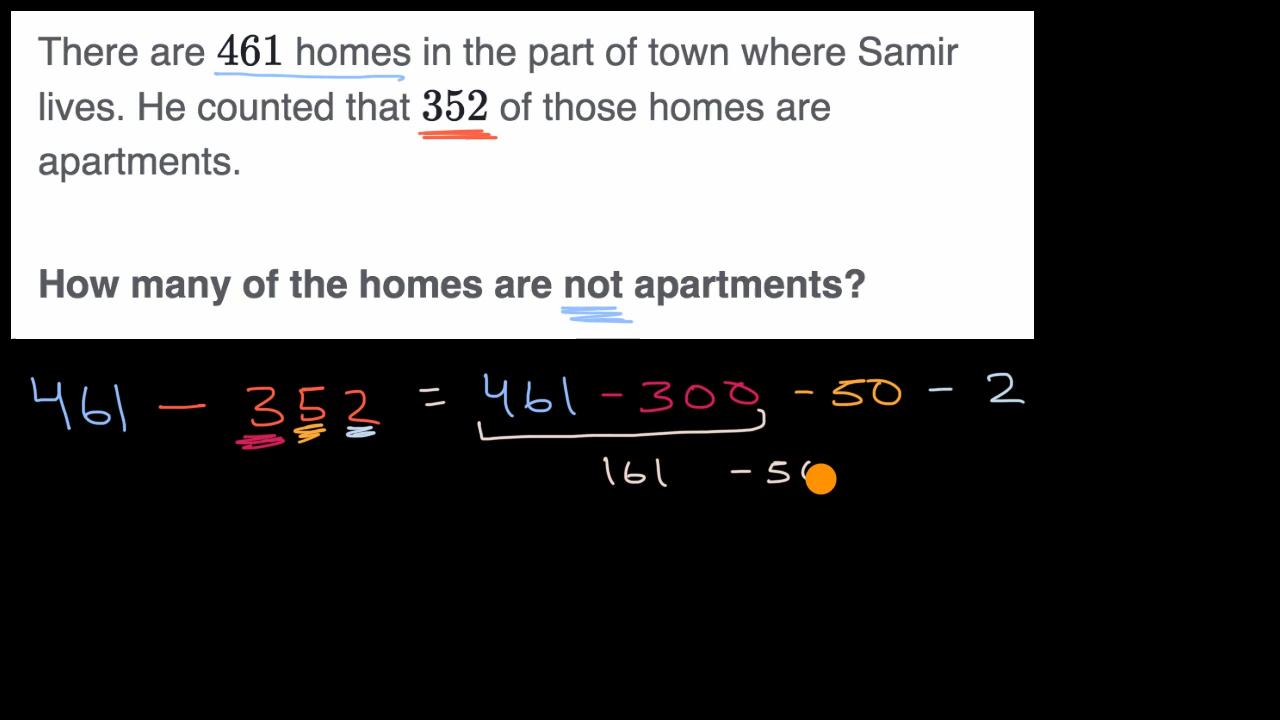 There are 461 homes in the part of town where Samir
lives. He counted that 352 of those homes are
apartments.
How many of the homes are not apartments?
461 - 352 = 461 - 300 - 50 - 2
161 - 5